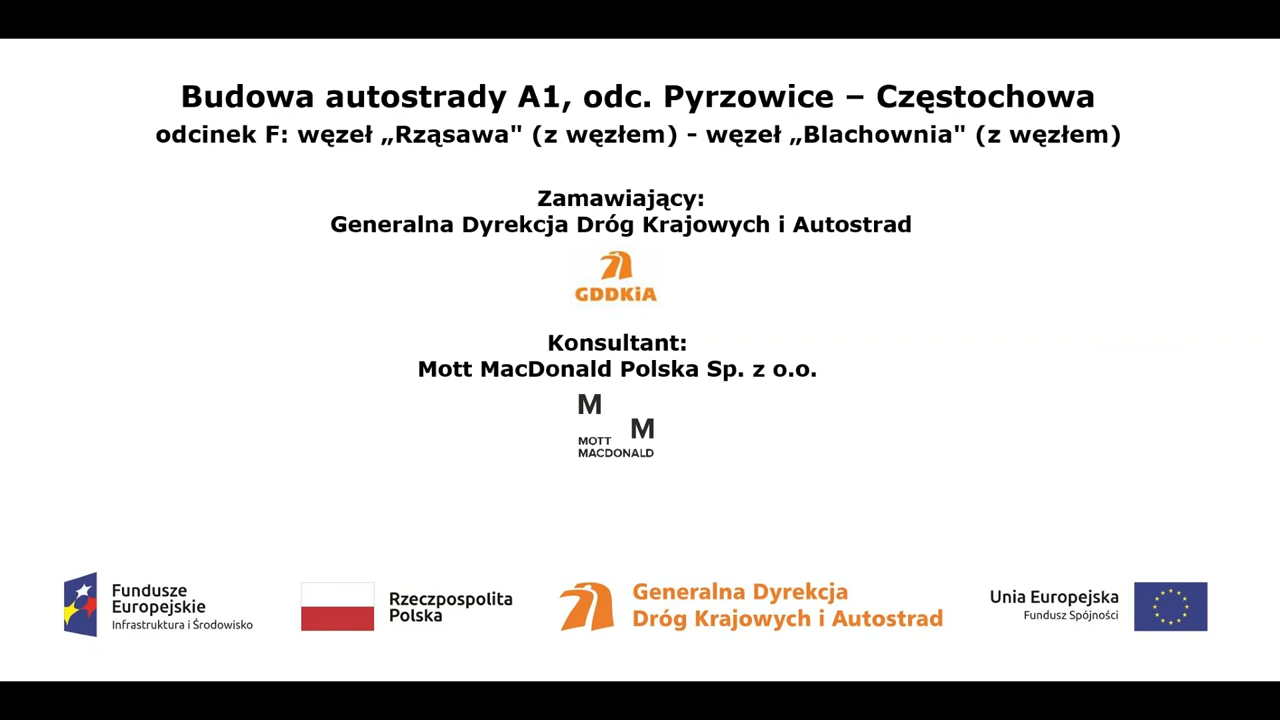 Budowa autostrady A1, odc. Pyrzowice – Częstochowa
odcinek F: węzeł „Rząsawa" (z węzłem) - węzeł „Blachownia" (z węzłem)
Zamawiający:
Generalna Dyrekcja Dróg Krajowych i Autostrad
GDDKiA
Konsultant:
Mott MacDonald Polska Sp. z o.o.
M
M
MOTT
MACDONALD
Fundusze
Europejskie
Infrastruktura i Środowisko
Rzeczpospolita
Polska
Generalna Dyrekcja
Dróg Krajowych i Autostrad
Unia Europejska
Fundusz Spójności